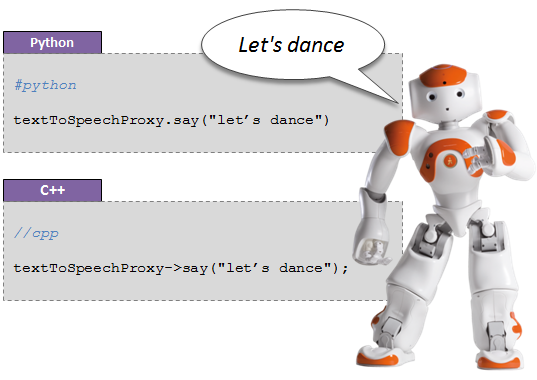 Let's dance
Python
#python
textToSpeechProxy.say("let’s dance")
C++
//cpp
textToSpeechProxy->say("let’s dance");